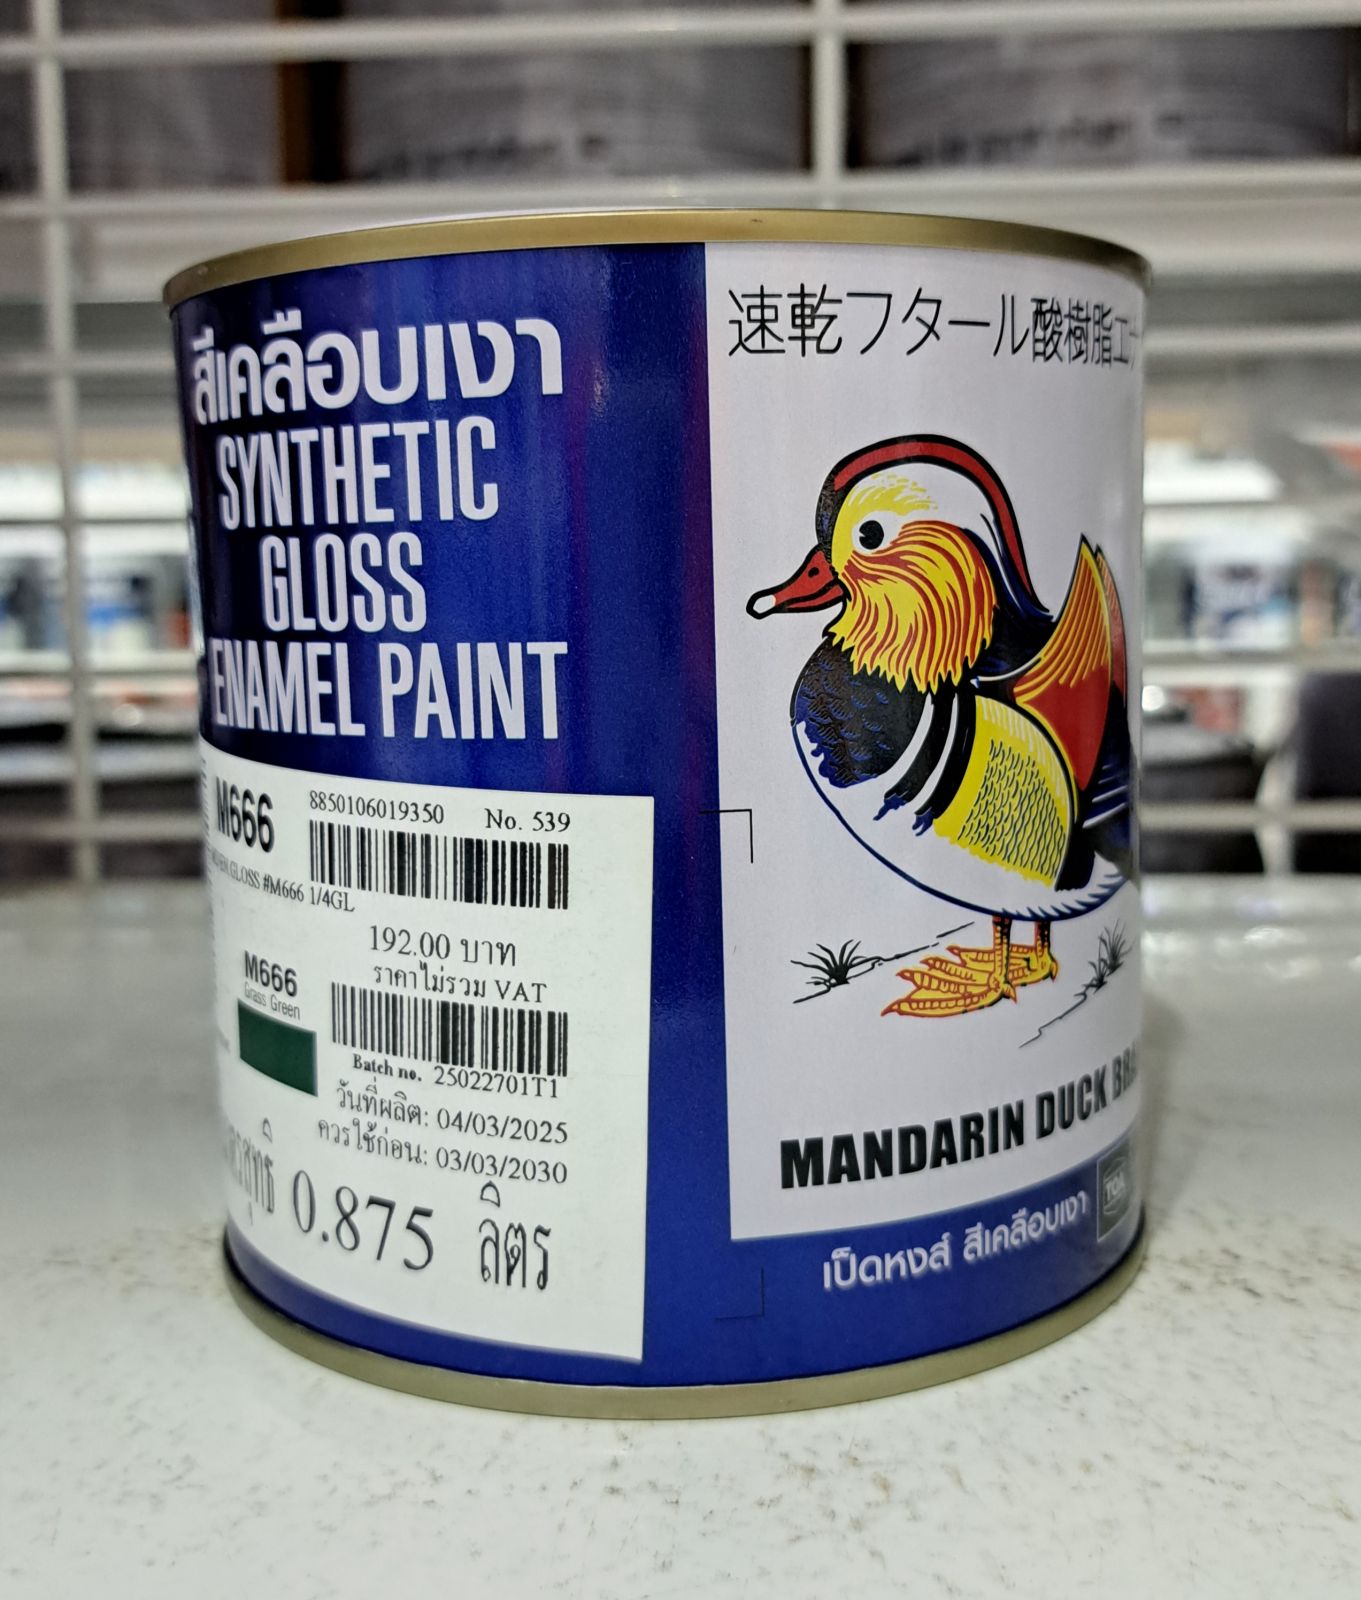 สีเคลือบเงา
SYNTHETIC
GLOSS
ENAMEL PAINT
M666
8850106019350 No. 539
GLOSS #M666 1/4GL
192.00 บาท
ราคาไม่รวม VAT
M666
Grass Green
Batch no. 25022701T1
วันที่ผลิต: 04/03/2025
ควรใช้ก่อน: 03/03/2030
0.875 ลิตร
速乾フタール酸樹脂エ
MANDARIN DUCK
เป็ดหงส์ สีเคลือบเงา
TOA